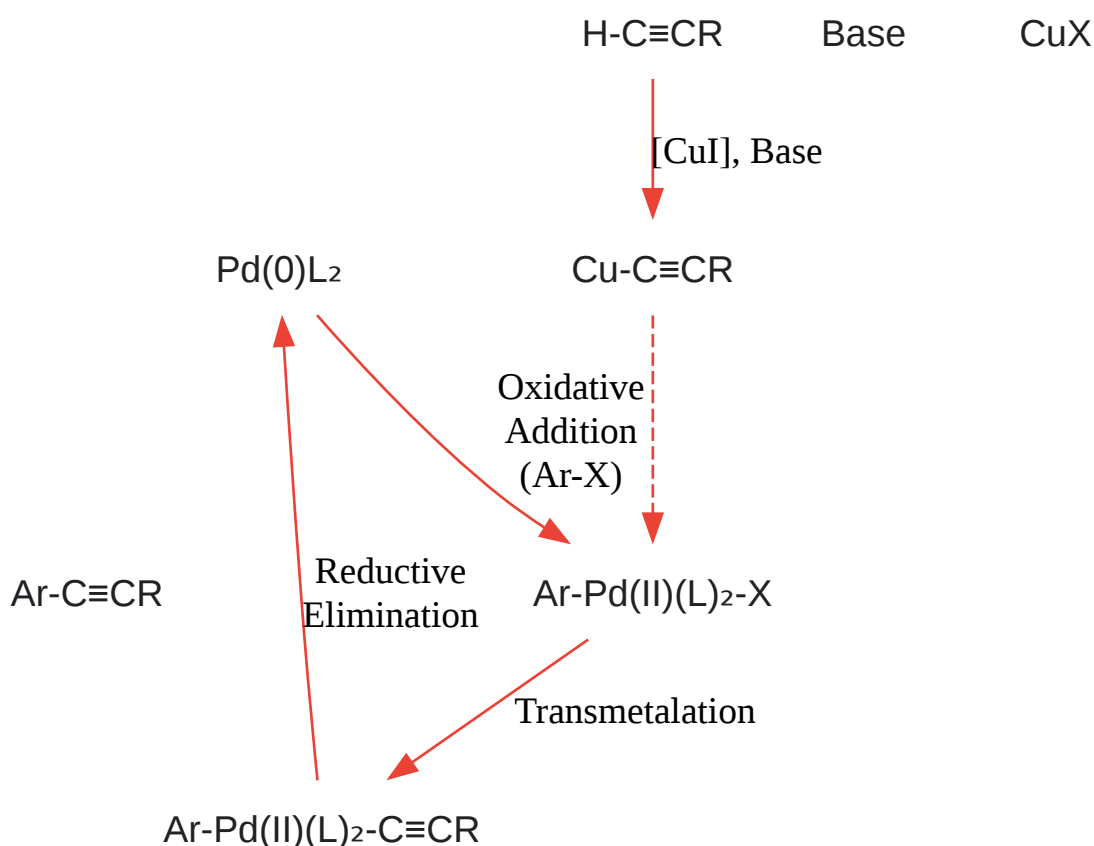 H-C≡CR Base CuX
[CuI], Base
Pd(0)L₂ Cu-C≡CR
Oxidative
Addition
(Ar-X)
Reductive
Elimination
Ar-C≡CR Ar-Pd(II)(L)₂-X
Transmetalation
Ar-Pd(II)(L)₂-C≡CR